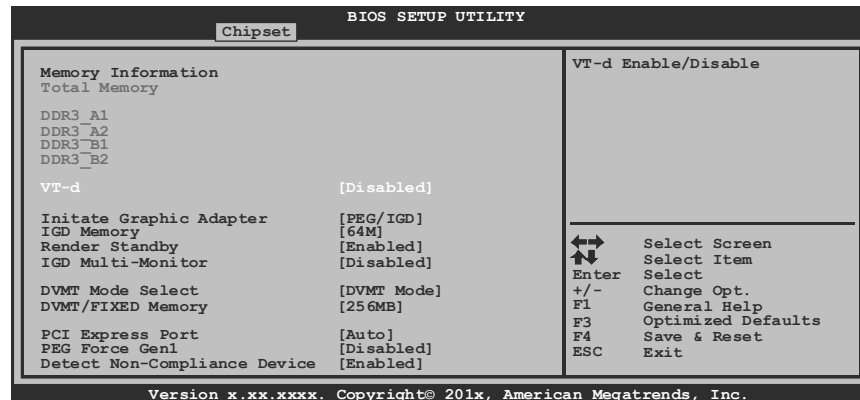 BIOS SETUP UTILITY
Chipset
Memory Information
Total Memory
DDR3_A1
DDR3_A2
DDR3_B1
DDR3_B2
VT-d [Disabled]
Initate Graphic Adapter [PEG/IGD]
IGD Memory [64M]
Render Standby [Enabled]
IGD Multi-Monitor [Disabled]
DVMT Mode Select [DVMT Mode]
DVMT/FIXED Memory [256MB]
PCI Express Port [Auto]
PEG Force Gen1 [Disabled]
Detect Non-Compliance Device [Enabled]
VT-d Enable/Disable
Select Screen
Select Item
Enter Select
+/- Change Opt.
F1 General Help
F3 Optimized Defaults
F4 Save & Reset
ESC Exit
Version x.xx.xxxx. Copyright© 201x, American Megatrends, Inc.